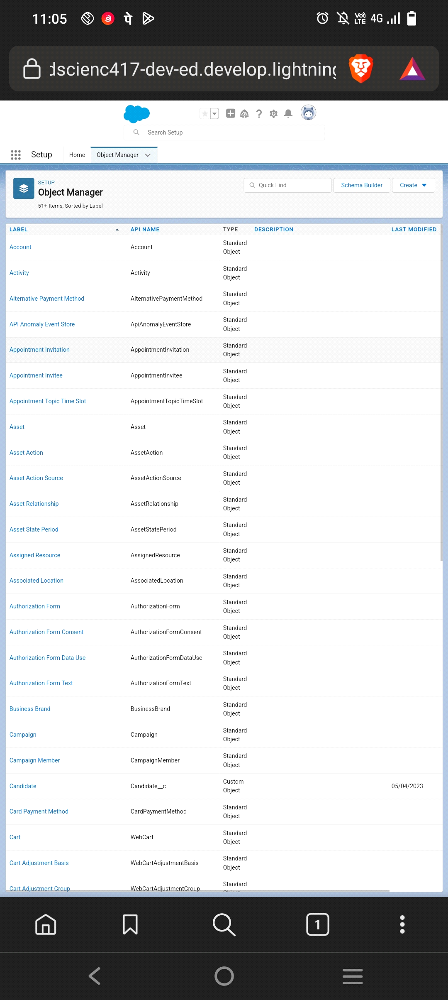 11:05 पे Vo) LTE 4G
dscienc417-dev-ed.develop.lightning
Search Setup
Setup Home Object Manager
SETUP
Object Manager
51+ Items, Sorted by Label
Quick Find Schema Builder Create
LABEL API NAME TYPE DESCRIPTION LAST MODIFIED
Account Account Standard Object
Activity Activity Standard Object
Alternative Payment Method AlternativePaymentMethod Standard Object
API Anomaly Event Store ApiAnomalyEventStore Standard Object
Appointment Invitation AppointmentInvitation Standard Object
Appointment Invitee AppointmentInvitee Standard Object
Appointment Topic Time Slot AppointmentTopicTimeSlot Standard Object
Asset Asset Standard Object
Asset Action AssetAction Standard Object
Asset Action Source AssetActionSource Standard Object
Asset Relationship AssetRelationship Standard Object
Asset State Period AssetStatePeriod Standard Object
Assigned Resource AssignedResource Standard Object
Associated Location AssociatedLocation Standard Object
Authorization Form AuthorizationForm Standard Object
Authorization Form Consent AuthorizationFormConsent Standard Object
Authorization Form Data Use AuthorizationFormDataUse Standard Object
Authorization Form Text AuthorizationFormText Standard Object
Business Brand BusinessBrand Standard Object
Campaign Campaign Standard Object
Campaign Member CampaignMember Standard Object
Candidate Candidate__c Custom Object 05/04/2023
Card Payment Method CardPaymentMethod Standard Object
Cart WebCart Standard Object
Cart Adjustment Basis WebCartAdjustmentBasis Standard Object
Cart Adjustment Group WebCartAdjustmentGroup Standard Object
1